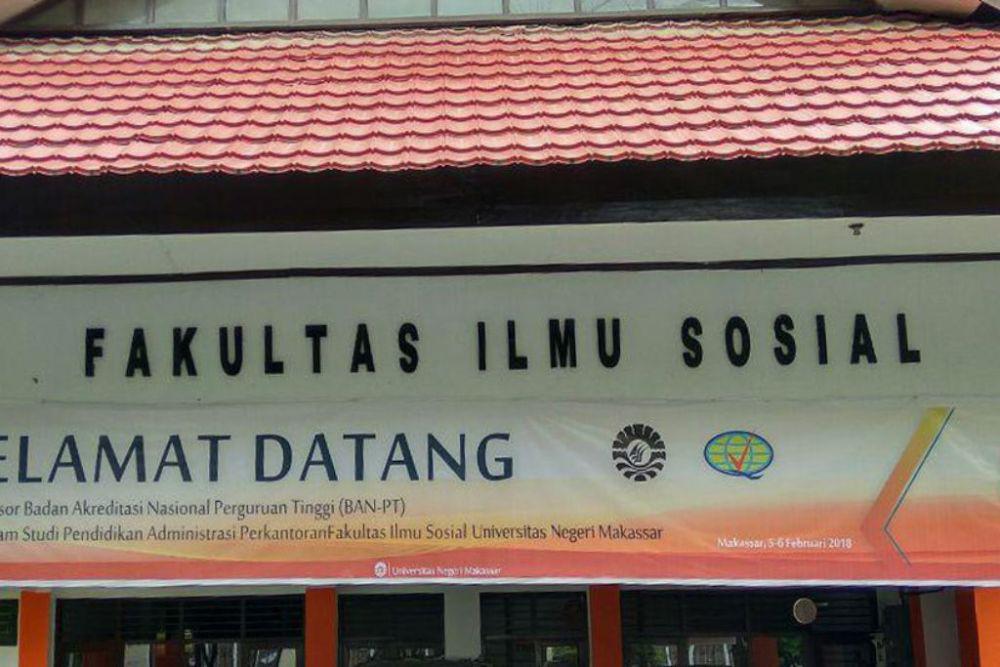 FAKULTAS ILMU SOSIAL
ELAMAT DATANG
sor Badan Akreditasi Nasional Perguruan Tinggi (BAN-PT)
am Studi Pendidikan Administrasi PerkantoranFakultas Ilmu Sosial Universitas Negeri Makassar
Makassar, 5-6 Februari 2018
Universitas Negeri Makassar